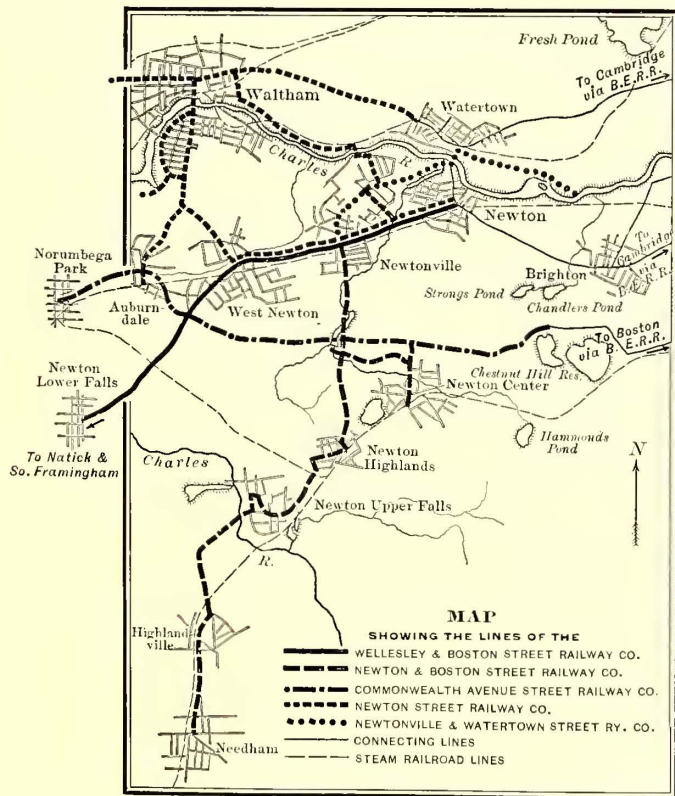 Fresh Pond
To Cambridge
via B.E.R.R.
Waltham
Watertown
Charles
R.
Newton
To
Cambridge
via
B.E.R.R.
Norumbega
Park
Newtonville
Brighton
Strongs Pond
Chandlers Pond
Auburn-
dale
West Newton
To Boston
via B. E.R.R.
Newton
Lower Falls
Chestnut Hill Res.
Newton Center
Hammonds
Pond
To Natick &
So. Framingham
Charles
Newton
Highlands
N
Newton Upper Falls
R.
MAP
SHOWING THE LINES OF THE
WELLESLEY & BOSTON STREET RAILWAY CO.
NEWTON & BOSTON STREET RAILWAY CO.
COMMONWEALTH AVENUE STREET RAILWAY CO.
NEWTON STREET RAILWAY CO.
NEWTONVILLE & WATERTOWN STREET RY. CO.
CONNECTING LINES
STEAM RAILROAD LINES
Highland-
ville
Needham